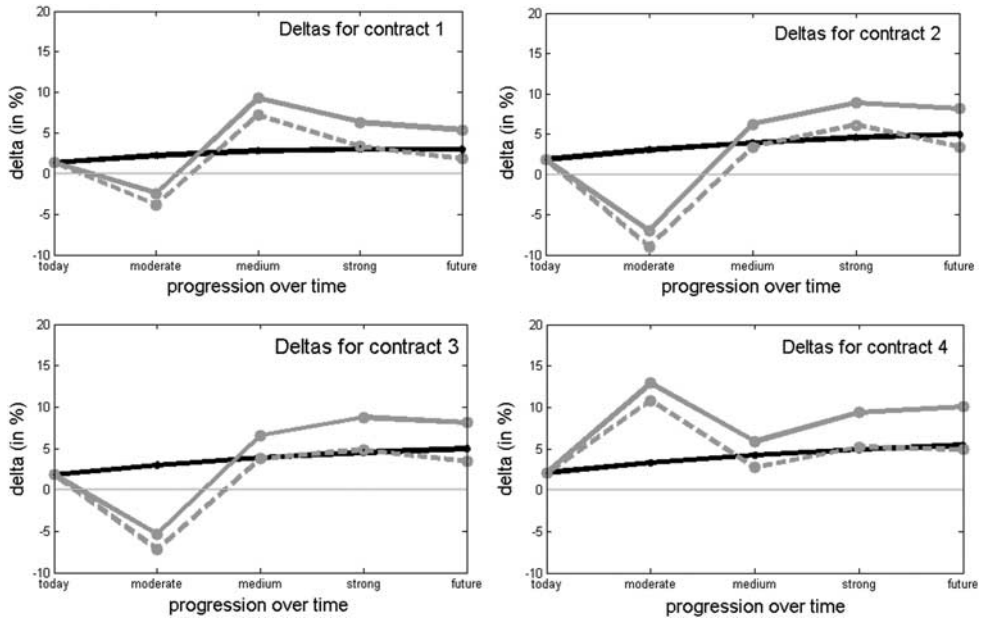 Deltas for contract 1
20
15
10
5
0
-5
-10
delta (in %)
today moderate medium strong future
progression over time
Deltas for contract 2
20
15
10
5
0
-5
-10
delta (in %)
today moderate medium strong future
progression over time
Deltas for contract 3
20
15
10
5
0
-5
-10
delta (in %)
today moderate medium strong future
progression over time
Deltas for contract 4
20
15
10
5
0
-5
-10
delta (in %)
today moderate medium strong future
progression over time